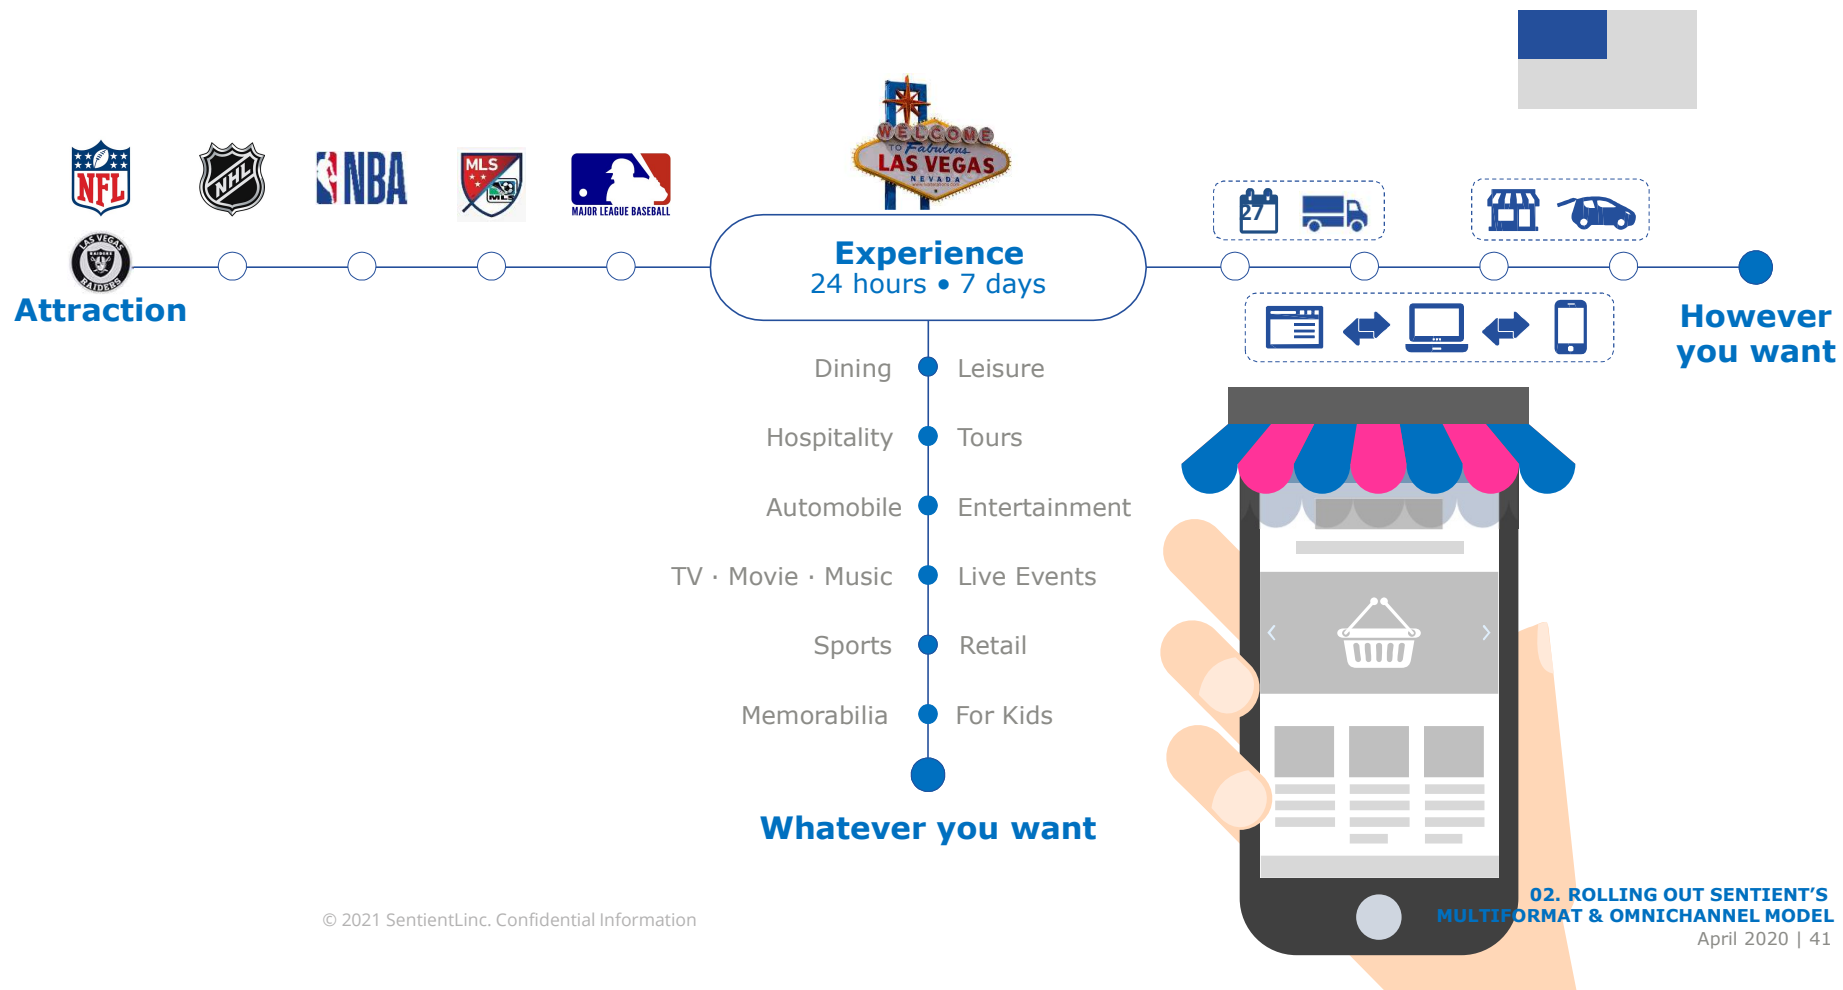 WELCOME
TO Fabulous
LAS VEGAS
NEVADA
NFL
NHL
NBA
MLS
MLS
MAJOR LEAGUE BASEBALL
LAS VEGAS
RAIDERS
Attraction
Experience
24 hours • 7 days
27
However
you want
Dining
Leisure
Hospitality
Tours
Automobile
Entertainment
TV · Movie · Music
Live Events
Sports
Retail
Memorabilia
For Kids
Whatever you want
© 2021 SentientLinc. Confidential Information
02. ROLLING OUT SENTIENT’S
MULTIFORMAT & OMNICHANNEL MODEL
April 2020 | 41